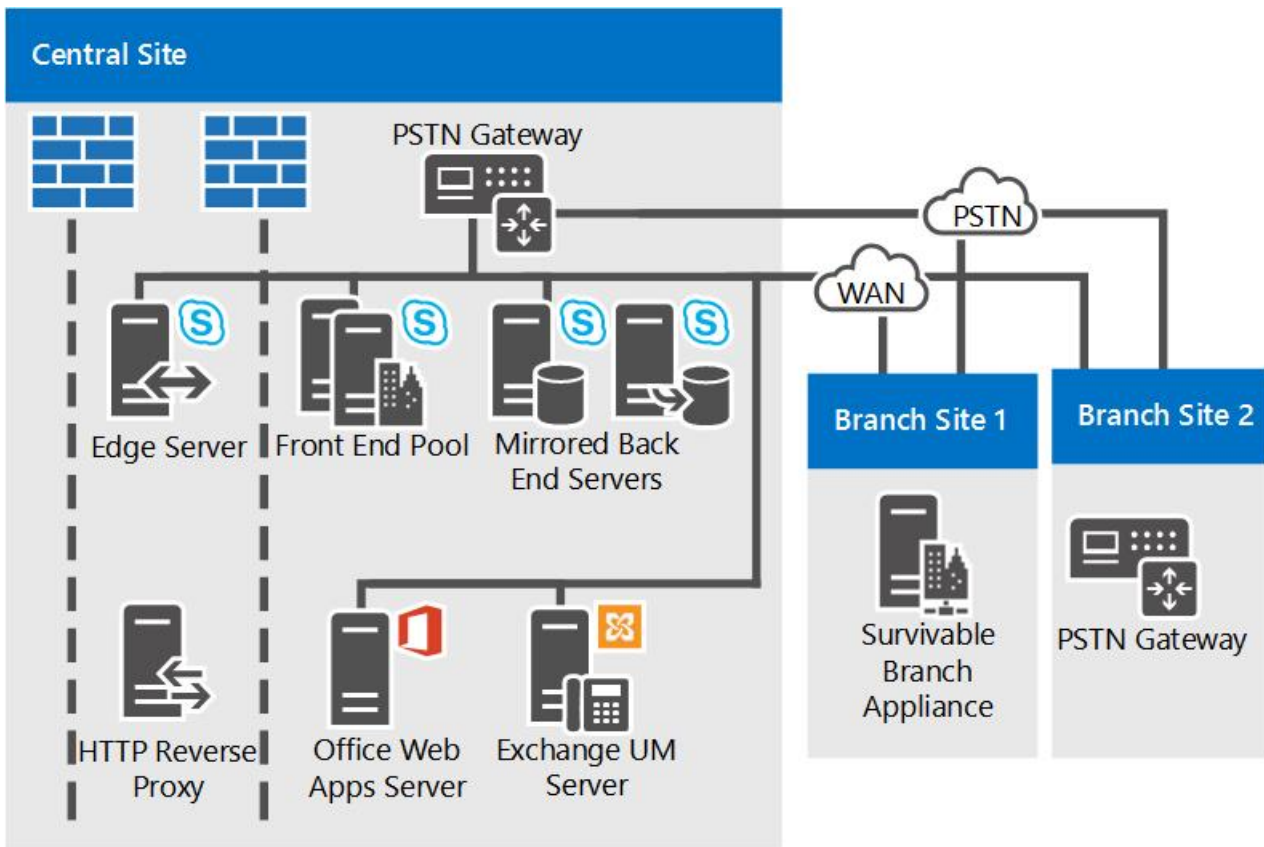 Central Site
PSTN Gateway
PSTN
WAN
S
S
S
S
Edge Server
Front End Pool
Mirrored Back
End Servers
Branch Site 1
Branch Site 2
HTTP Reverse
Proxy
Office Web
Apps Server
Exchange UM
Server
Survivable
Branch
Appliance
PSTN Gateway